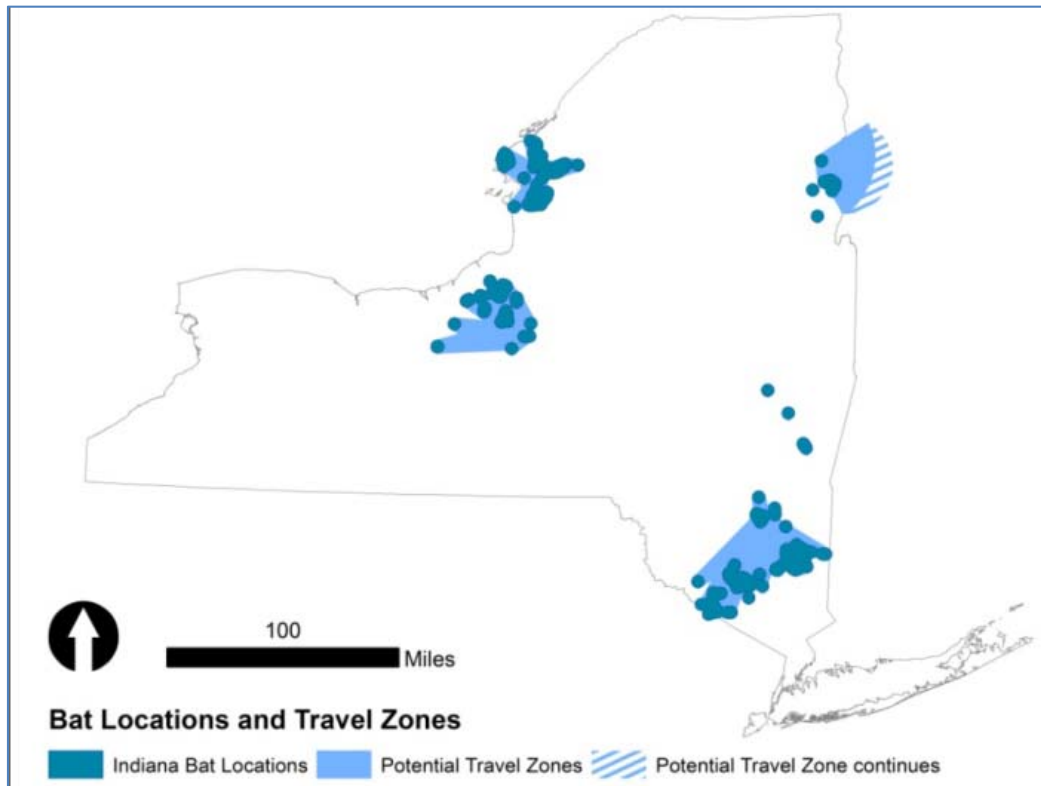 100
Miles
Bat Locations and Travel Zones
Indiana Bat Locations Potential Travel Zones Potential Travel Zone continues